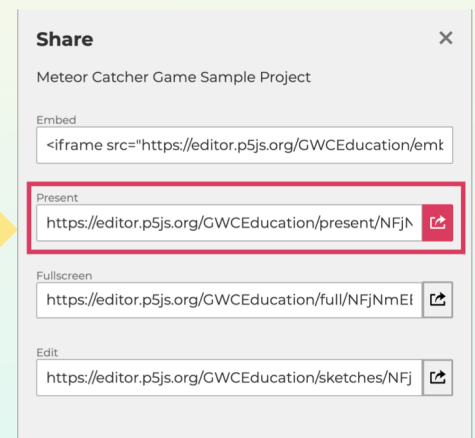 Share
Meteor Catcher Game Sample Project
Embed
<iframe src="https://editor.p5js.org/GWCEducation/emb
Present
https://editor.p5js.org/GWCEducation/present/NFjN
Fullscreen
https://editor.p5js.org/GWCEducation/full/NFjNmEE
Edit
https://editor.p5js.org/GWCEducation/sketches/NFj